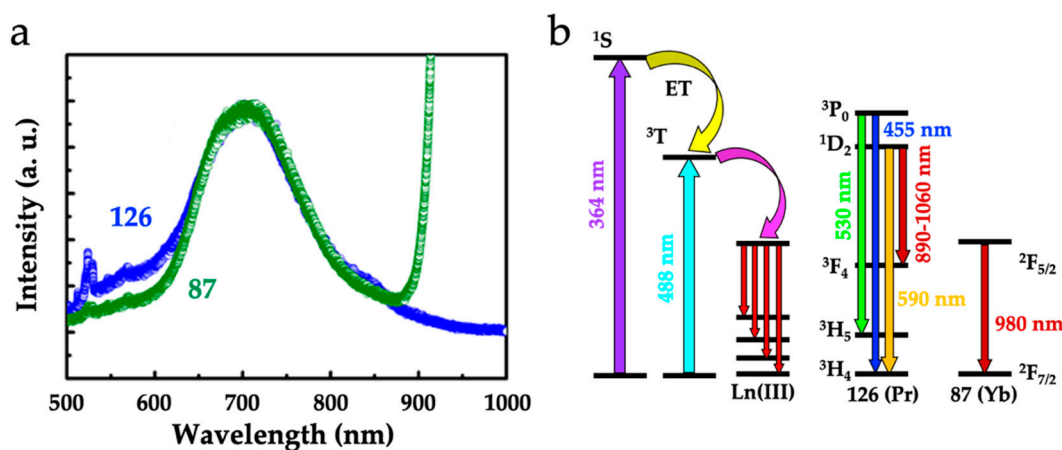 a
Intensity (a. u.)
126
87
500 600 700 800 900 1000
Wavelength (nm)
b
¹S
ET
³T
364 nm
488 nm
Ln(III)
³P₀
¹D₂
³F₄
³H₅
³H₄
455 nm
530 nm
890-1060 nm
590 nm
126 (Pr)
²F₅/₂
980 nm
²F₇/₂
87 (Yb)